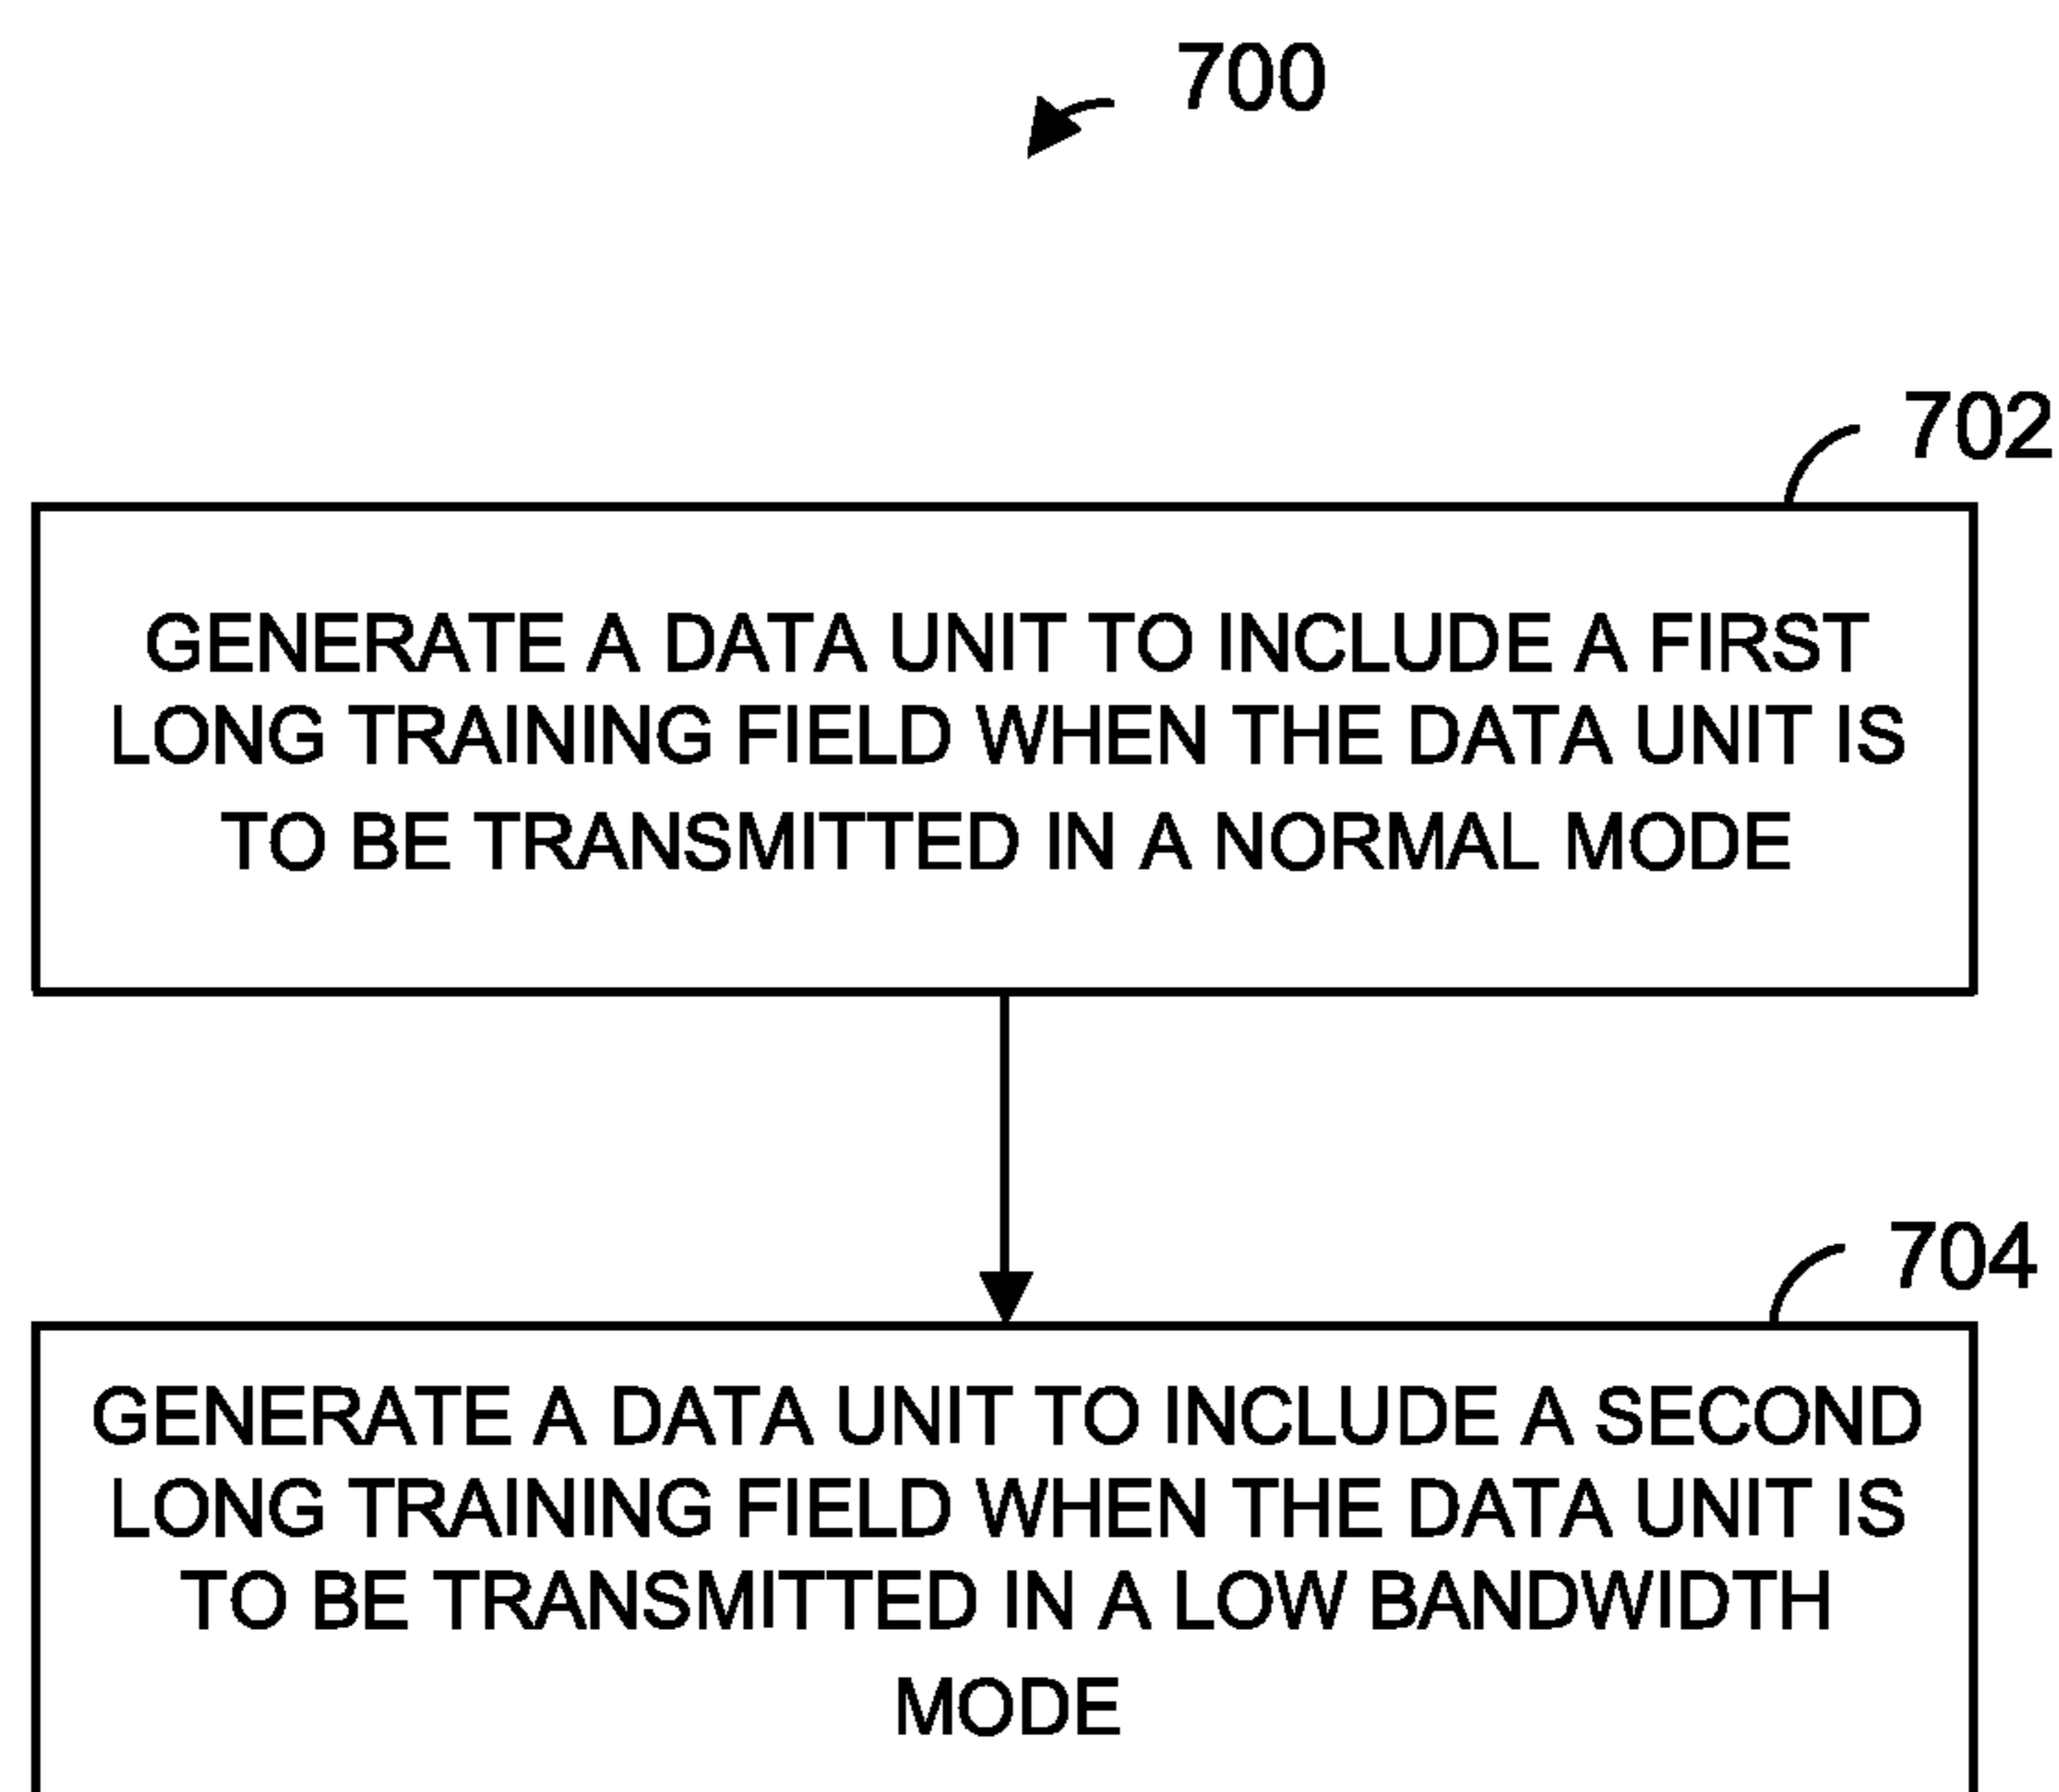 700
702
GENERATE A DATA UNIT TO INCLUDE A FIRST
LONG TRAINING FIELD WHEN THE DATA UNIT IS
TO BE TRANSMITTED IN A NORMAL MODE
704
GENERATE A DATA UNIT TO INCLUDE A SECOND
LONG TRAINING FIELD WHEN THE DATA UNIT IS
TO BE TRANSMITTED IN A LOW BANDWIDTH
MODE